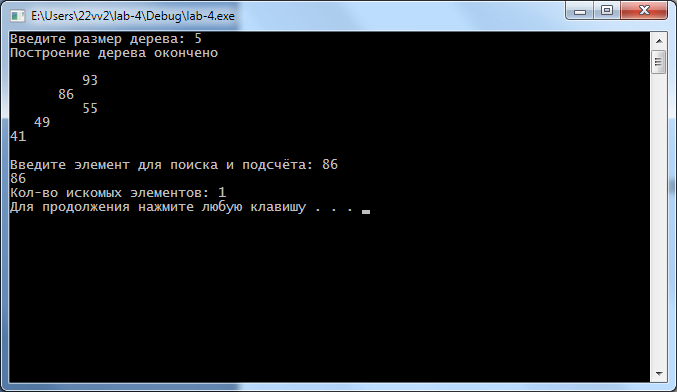 E:\Users\22vv2\lab-4\Debug\lab-4.exe
Введите размер дерева: 5
Построение дерева окончено
93
86
55
49
41
Введите элемент для поиска и подсчёта: 86
86
Кол-во искомых элементов: 1
Для продолжения нажмите любую клавишу . . .